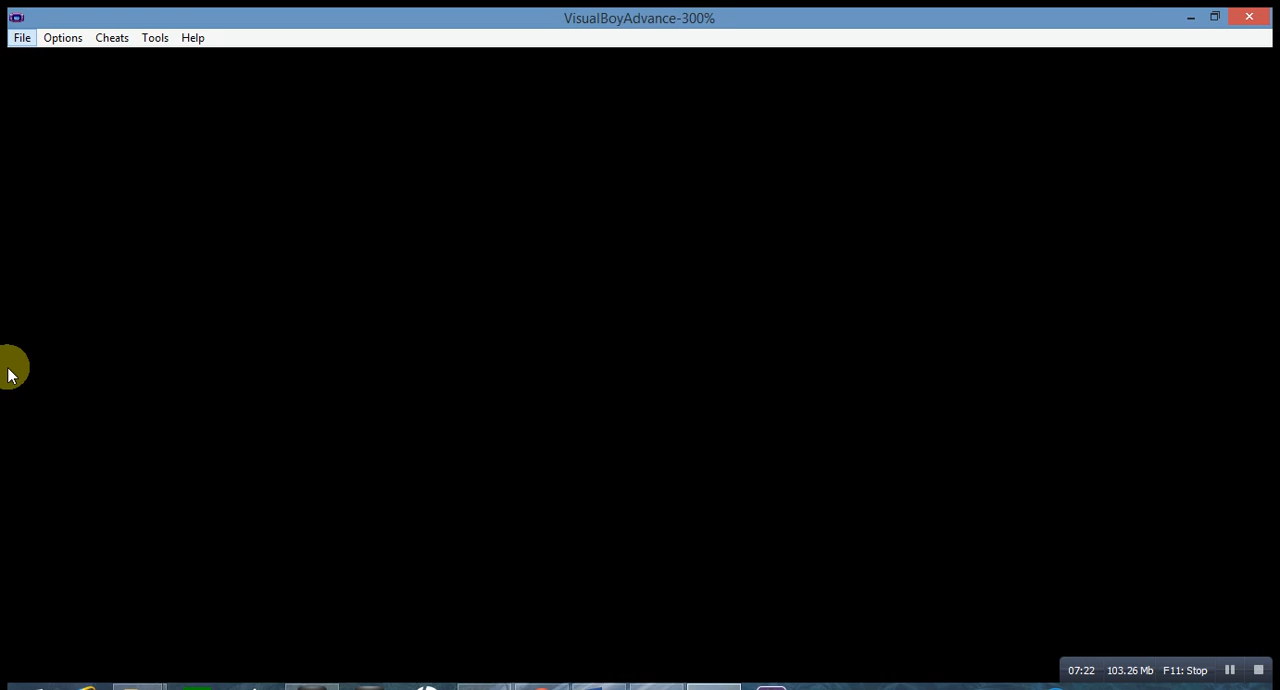 VisualBoyAdvance-300%
File Options Cheats Tools Help
07:22 103.26 Mb F11: Stop